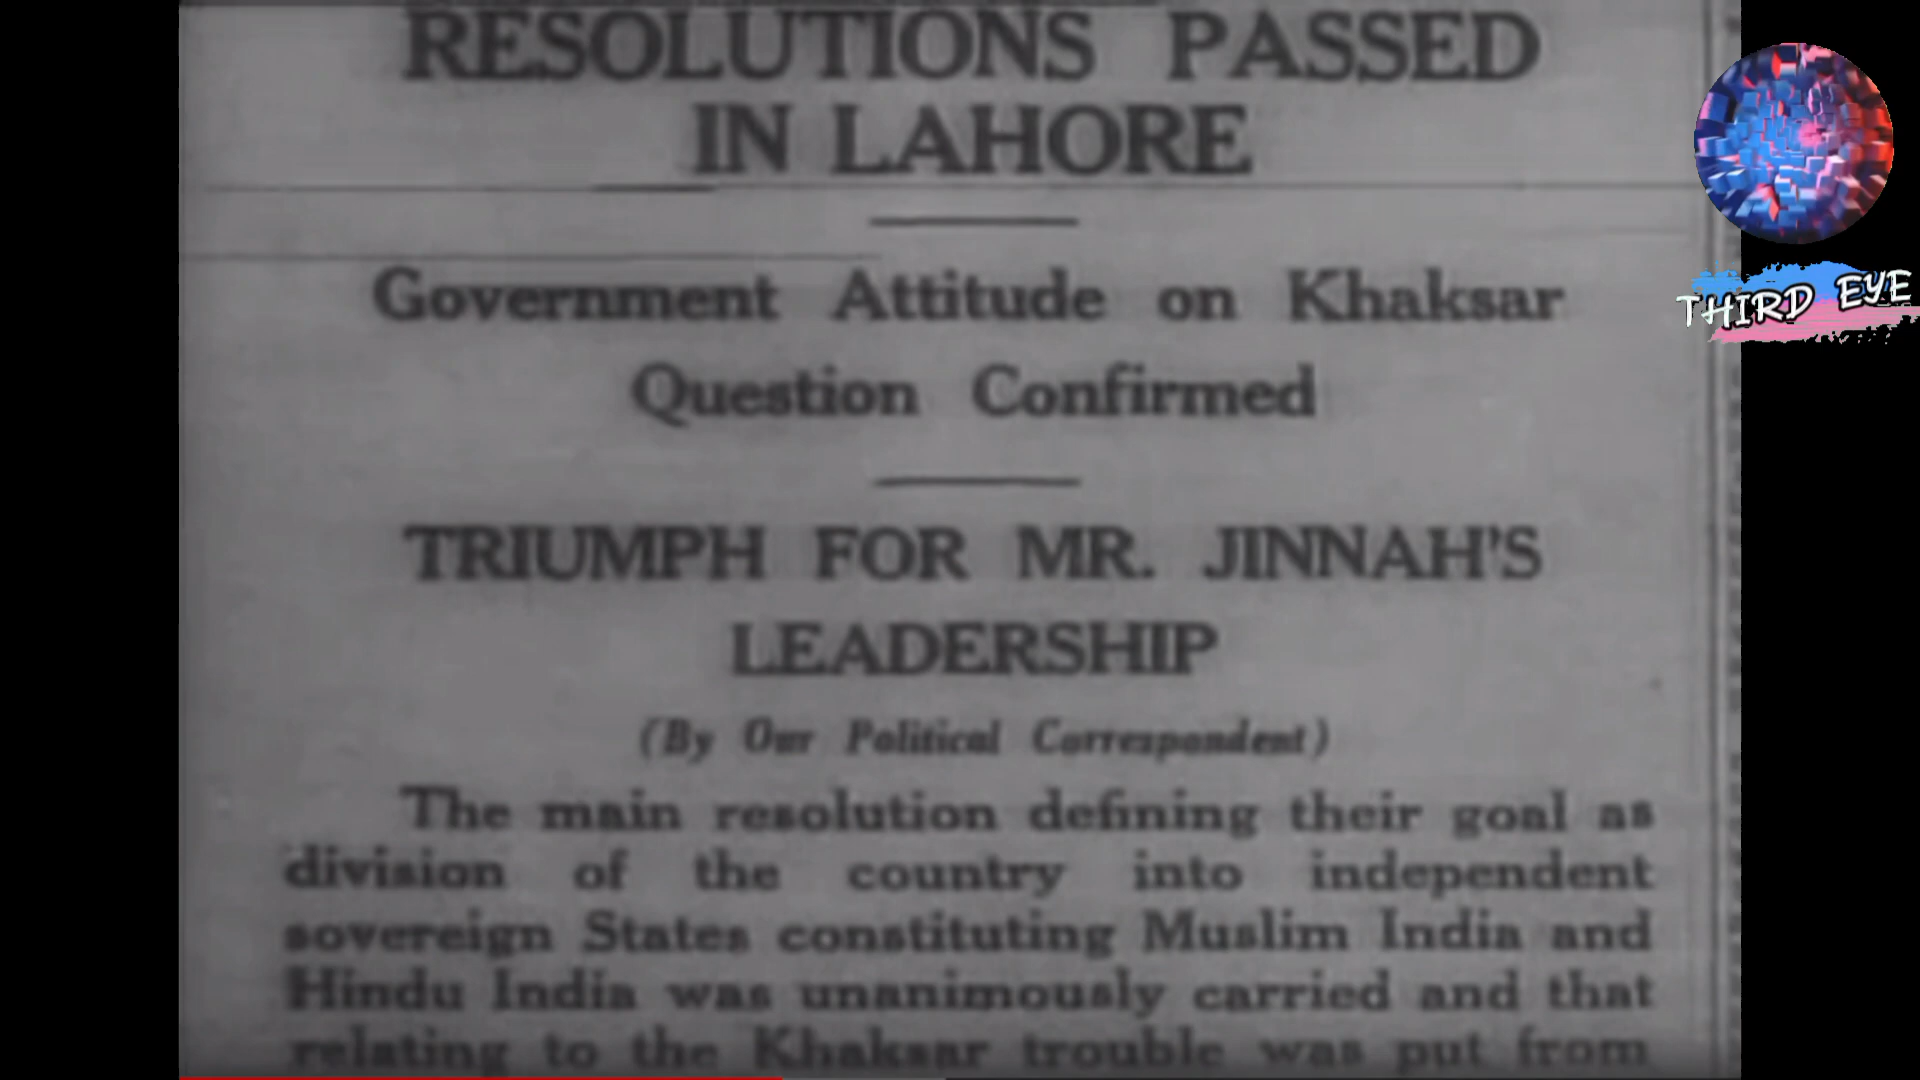 RESOLUTIONS PASSED
IN LAHORE
Government Attitude on Khaksar
Question Confirmed
TRIUMPH FOR MR. JINNAH'S
LEADERSHIP
(By Our Political Correspondent)
The main resolution defining their goal as
division of the country into independent
sovereign States constituting Muslim India and
Hindu India was unanimously carried and that
relating to the Khaksar trouble was put from
THIRD EYE